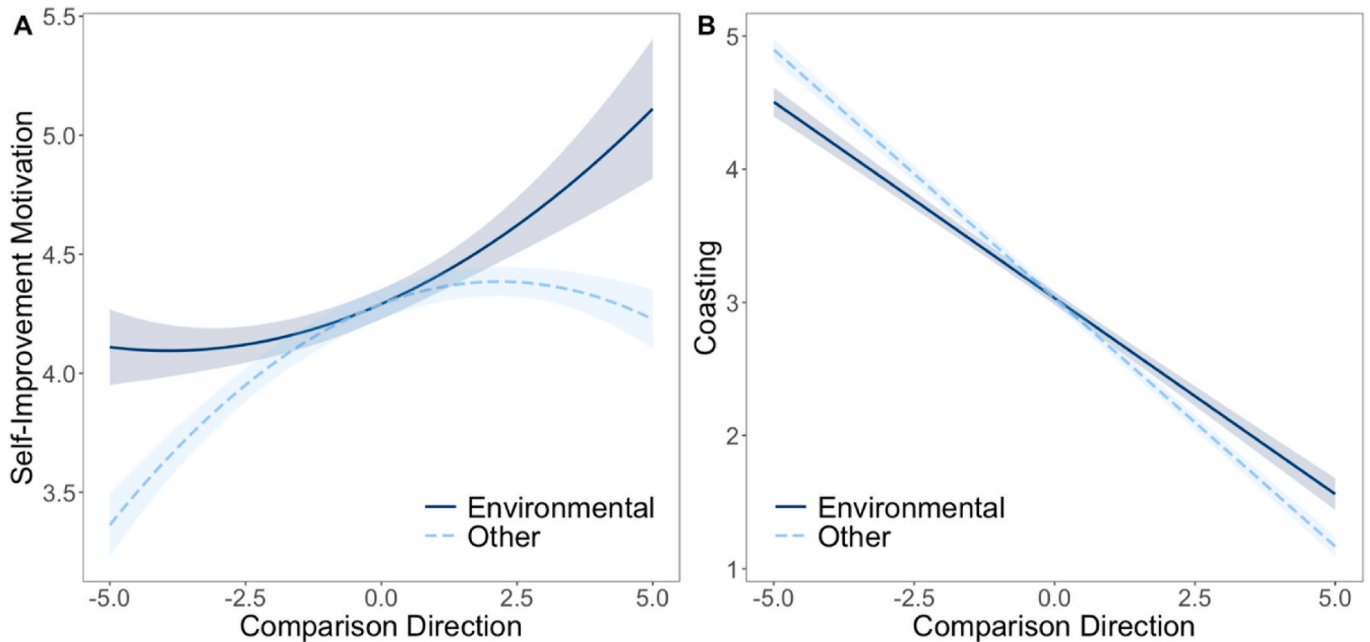 A
5.5
5.0
4.5
4.0
3.5
Self-Improvement Motivation
Environmental
Other
-5.0 -2.5 0.0 2.5 5.0
Comparison Direction
B
5
4
3
2
1
Coasting
Environmental
Other
-5.0 -2.5 0.0 2.5 5.0
Comparison Direction